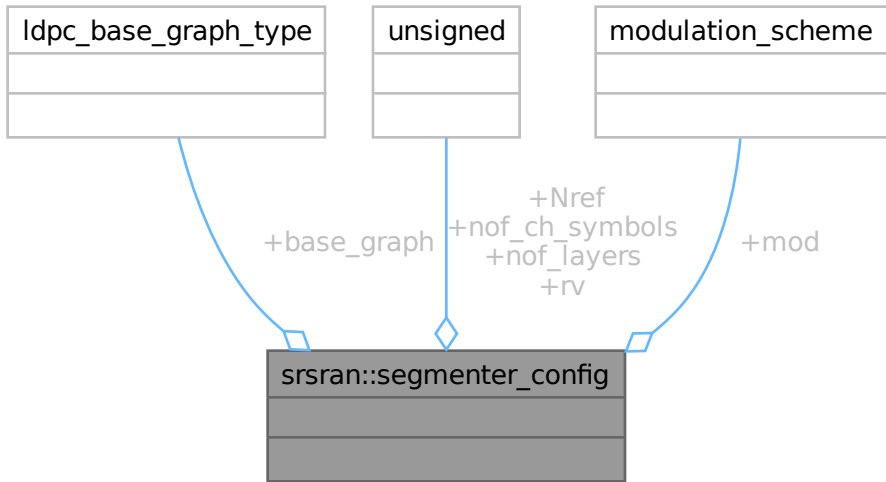 ldpc_base_graph_type
unsigned
modulation_scheme
+base_graph
+Nref
+nof_ch_symbols
+nof_layers
+rv
+mod
srsran::segmenter_config